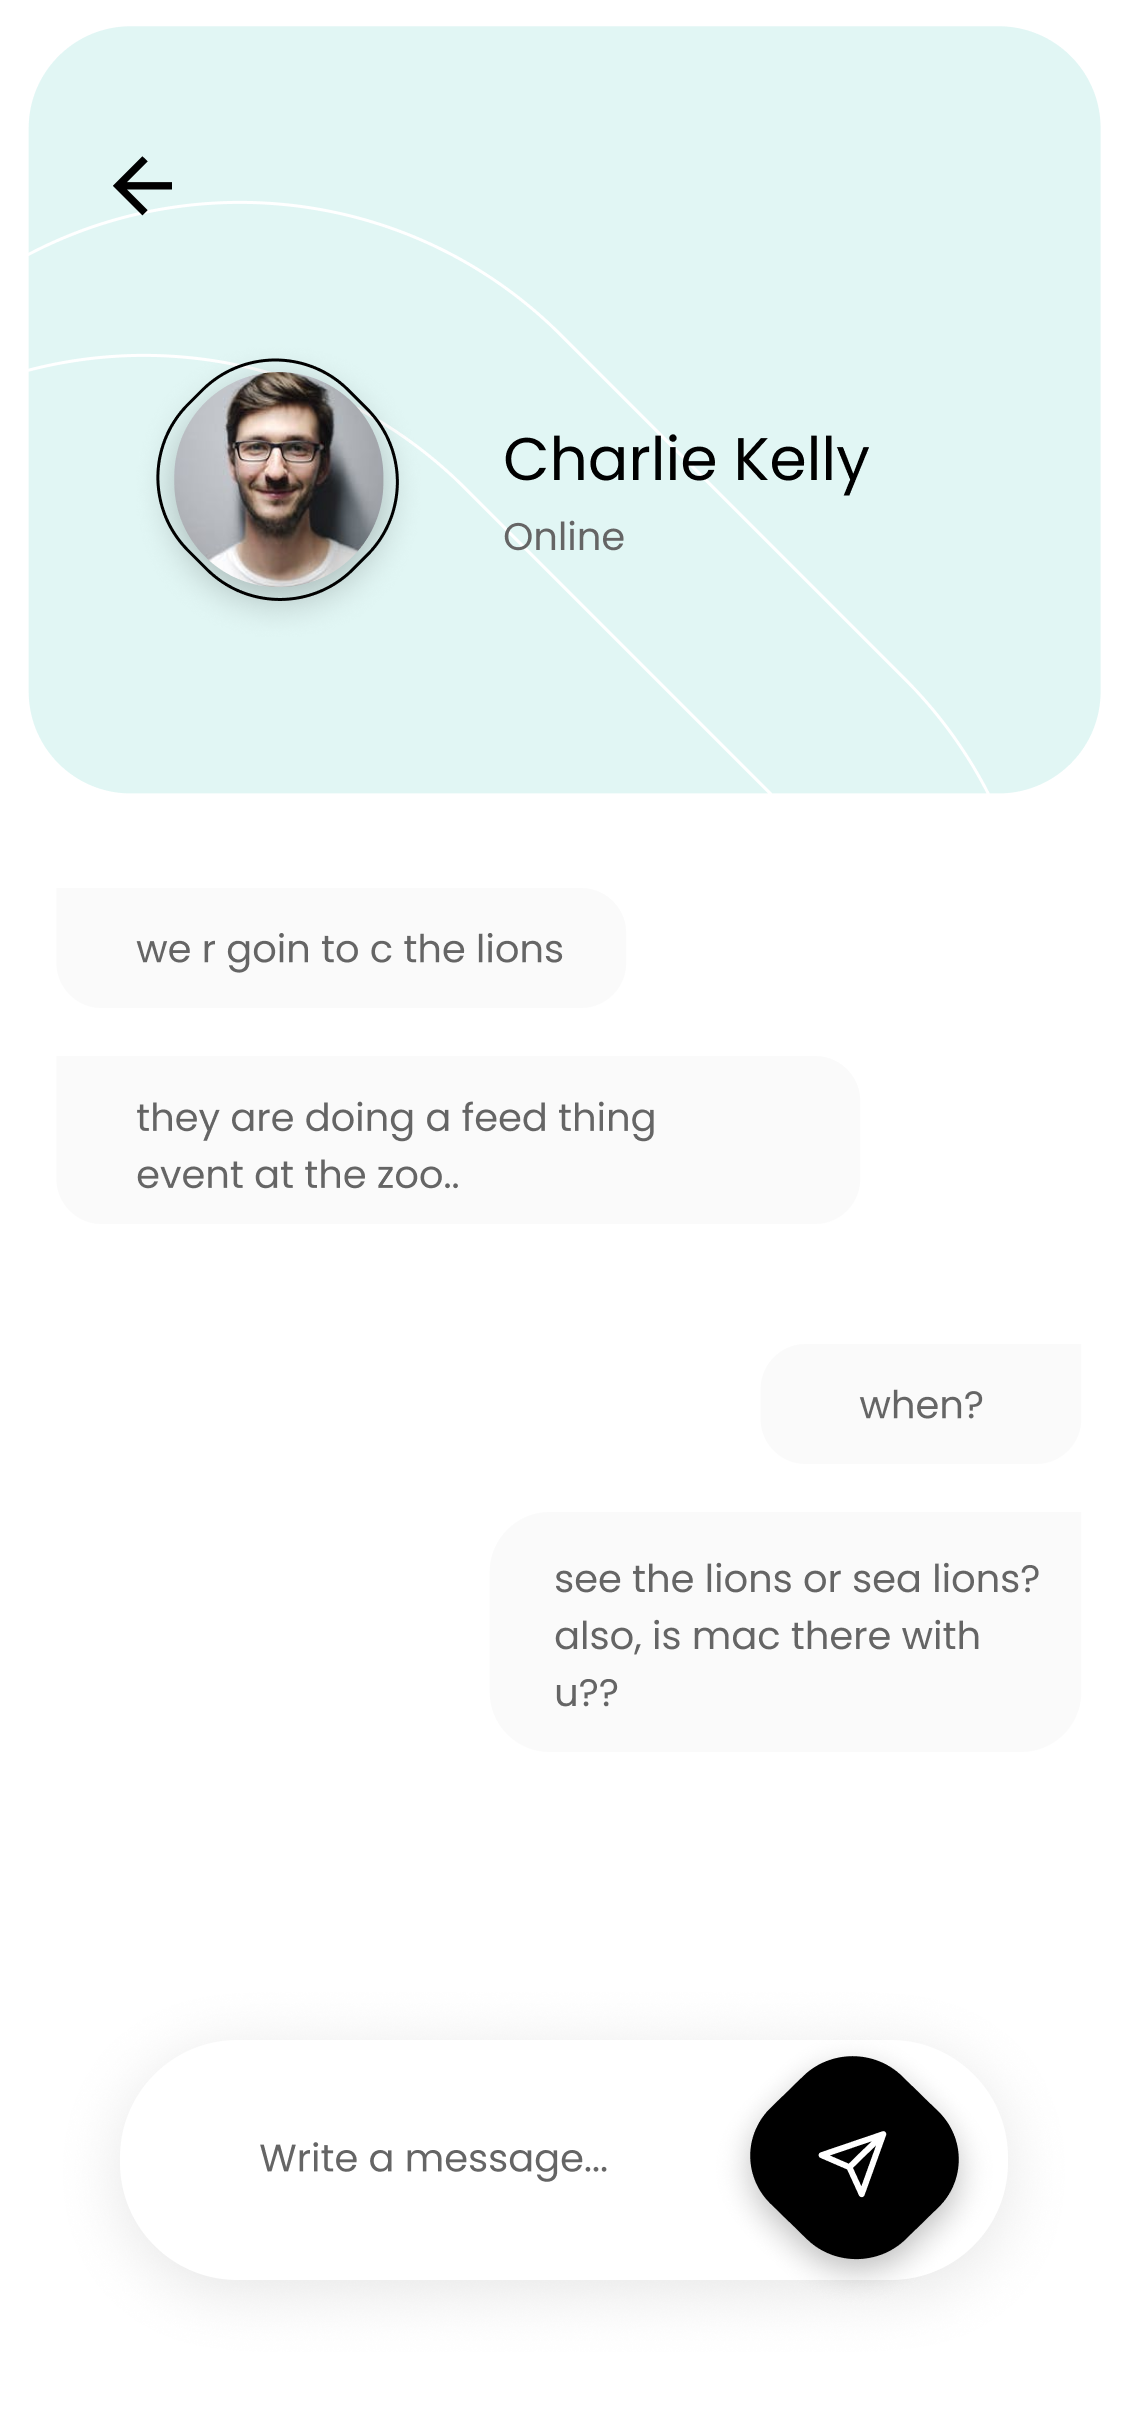 Charlie Kelly
Online
we r goin to c the lions
they are doing a feed thing
event at the zoo..
when?
see the lions or sea lions?
also, is mac there with
u??
Write a message...